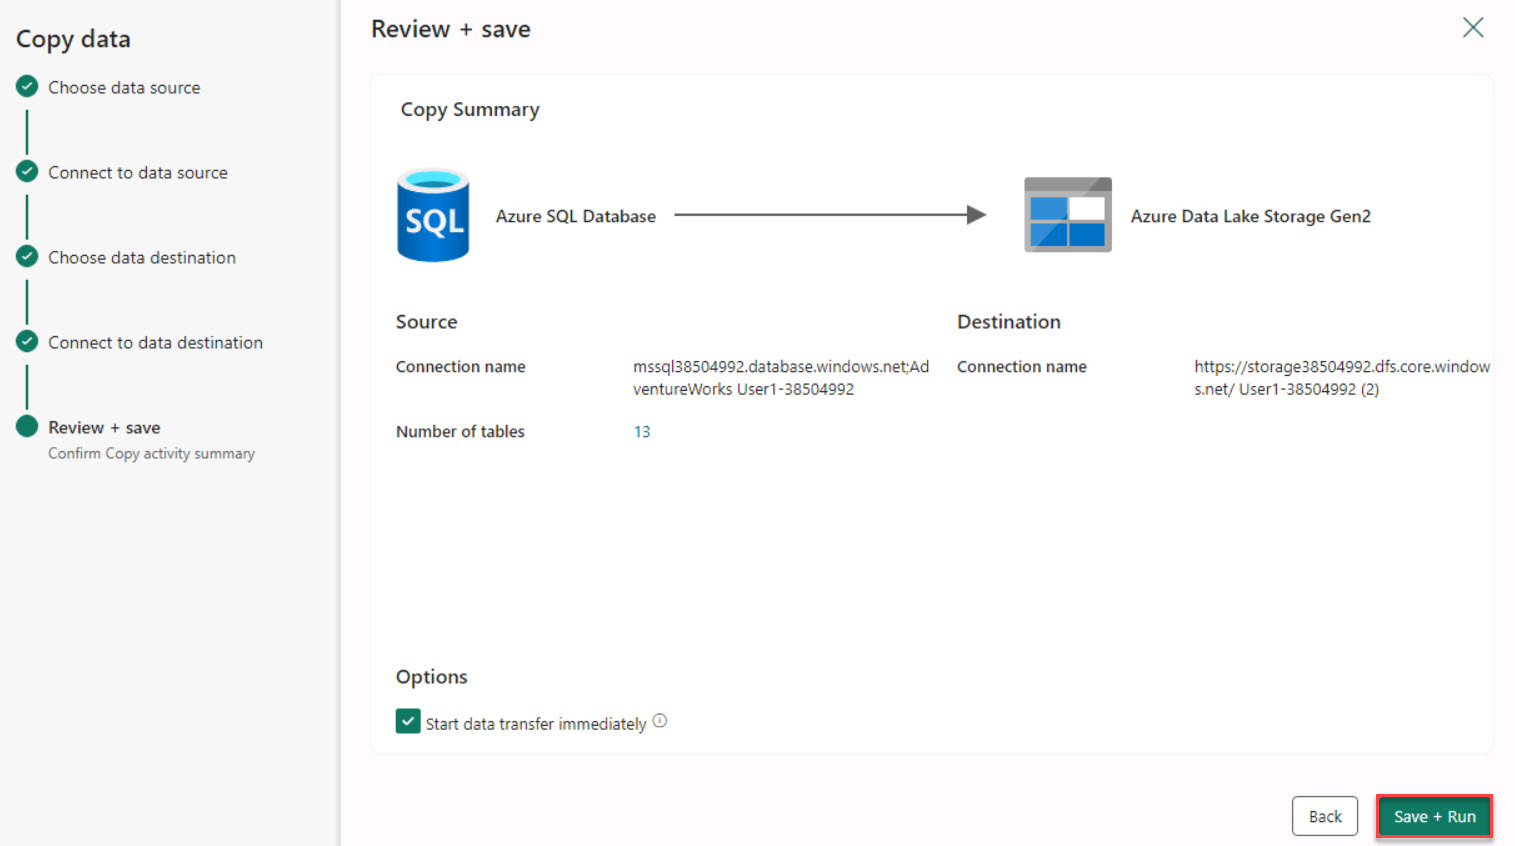 Copy data
Choose data source
Connect to data source
Choose data destination
Connect to data destination
Review + save
Confirm Copy activity summary
Review + save
Copy Summary
SQL
Azure SQL Database
Azure Data Lake Storage Gen2
Source
Connection name
mssql38504992.database.windows.net;Ad
ventureWorks User1-38504992
Number of tables
13
Destination
Connection name
https://storage38504992.dfs.core.window
s.net/ User1-38504992 (2)
Options
Start data transfer immediately
Back
Save + Run